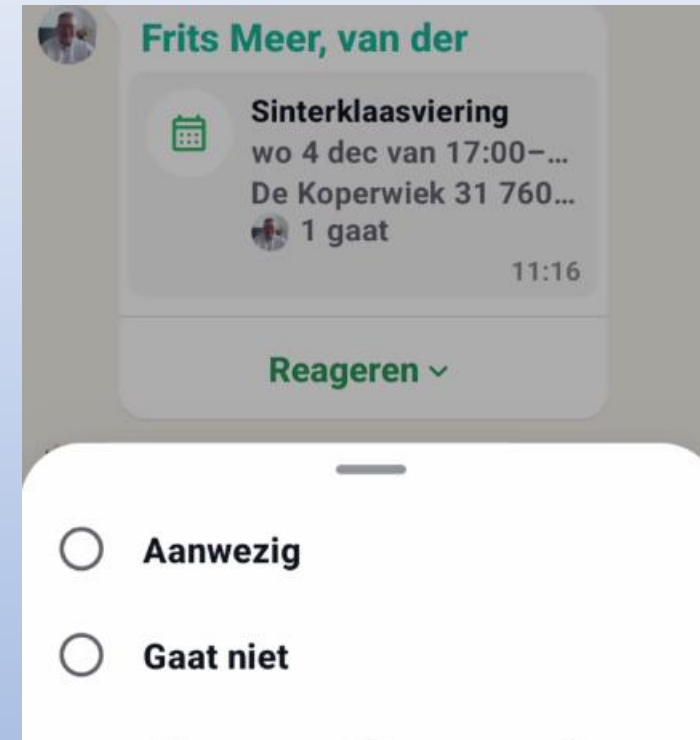 Frits Meer, van der
Sinterklaasviering
wo 4 dec van 17:00–...
De Koperwiek 31 760...
1 gaat
11:16
Reageren
Aanwezig
Gaat niet